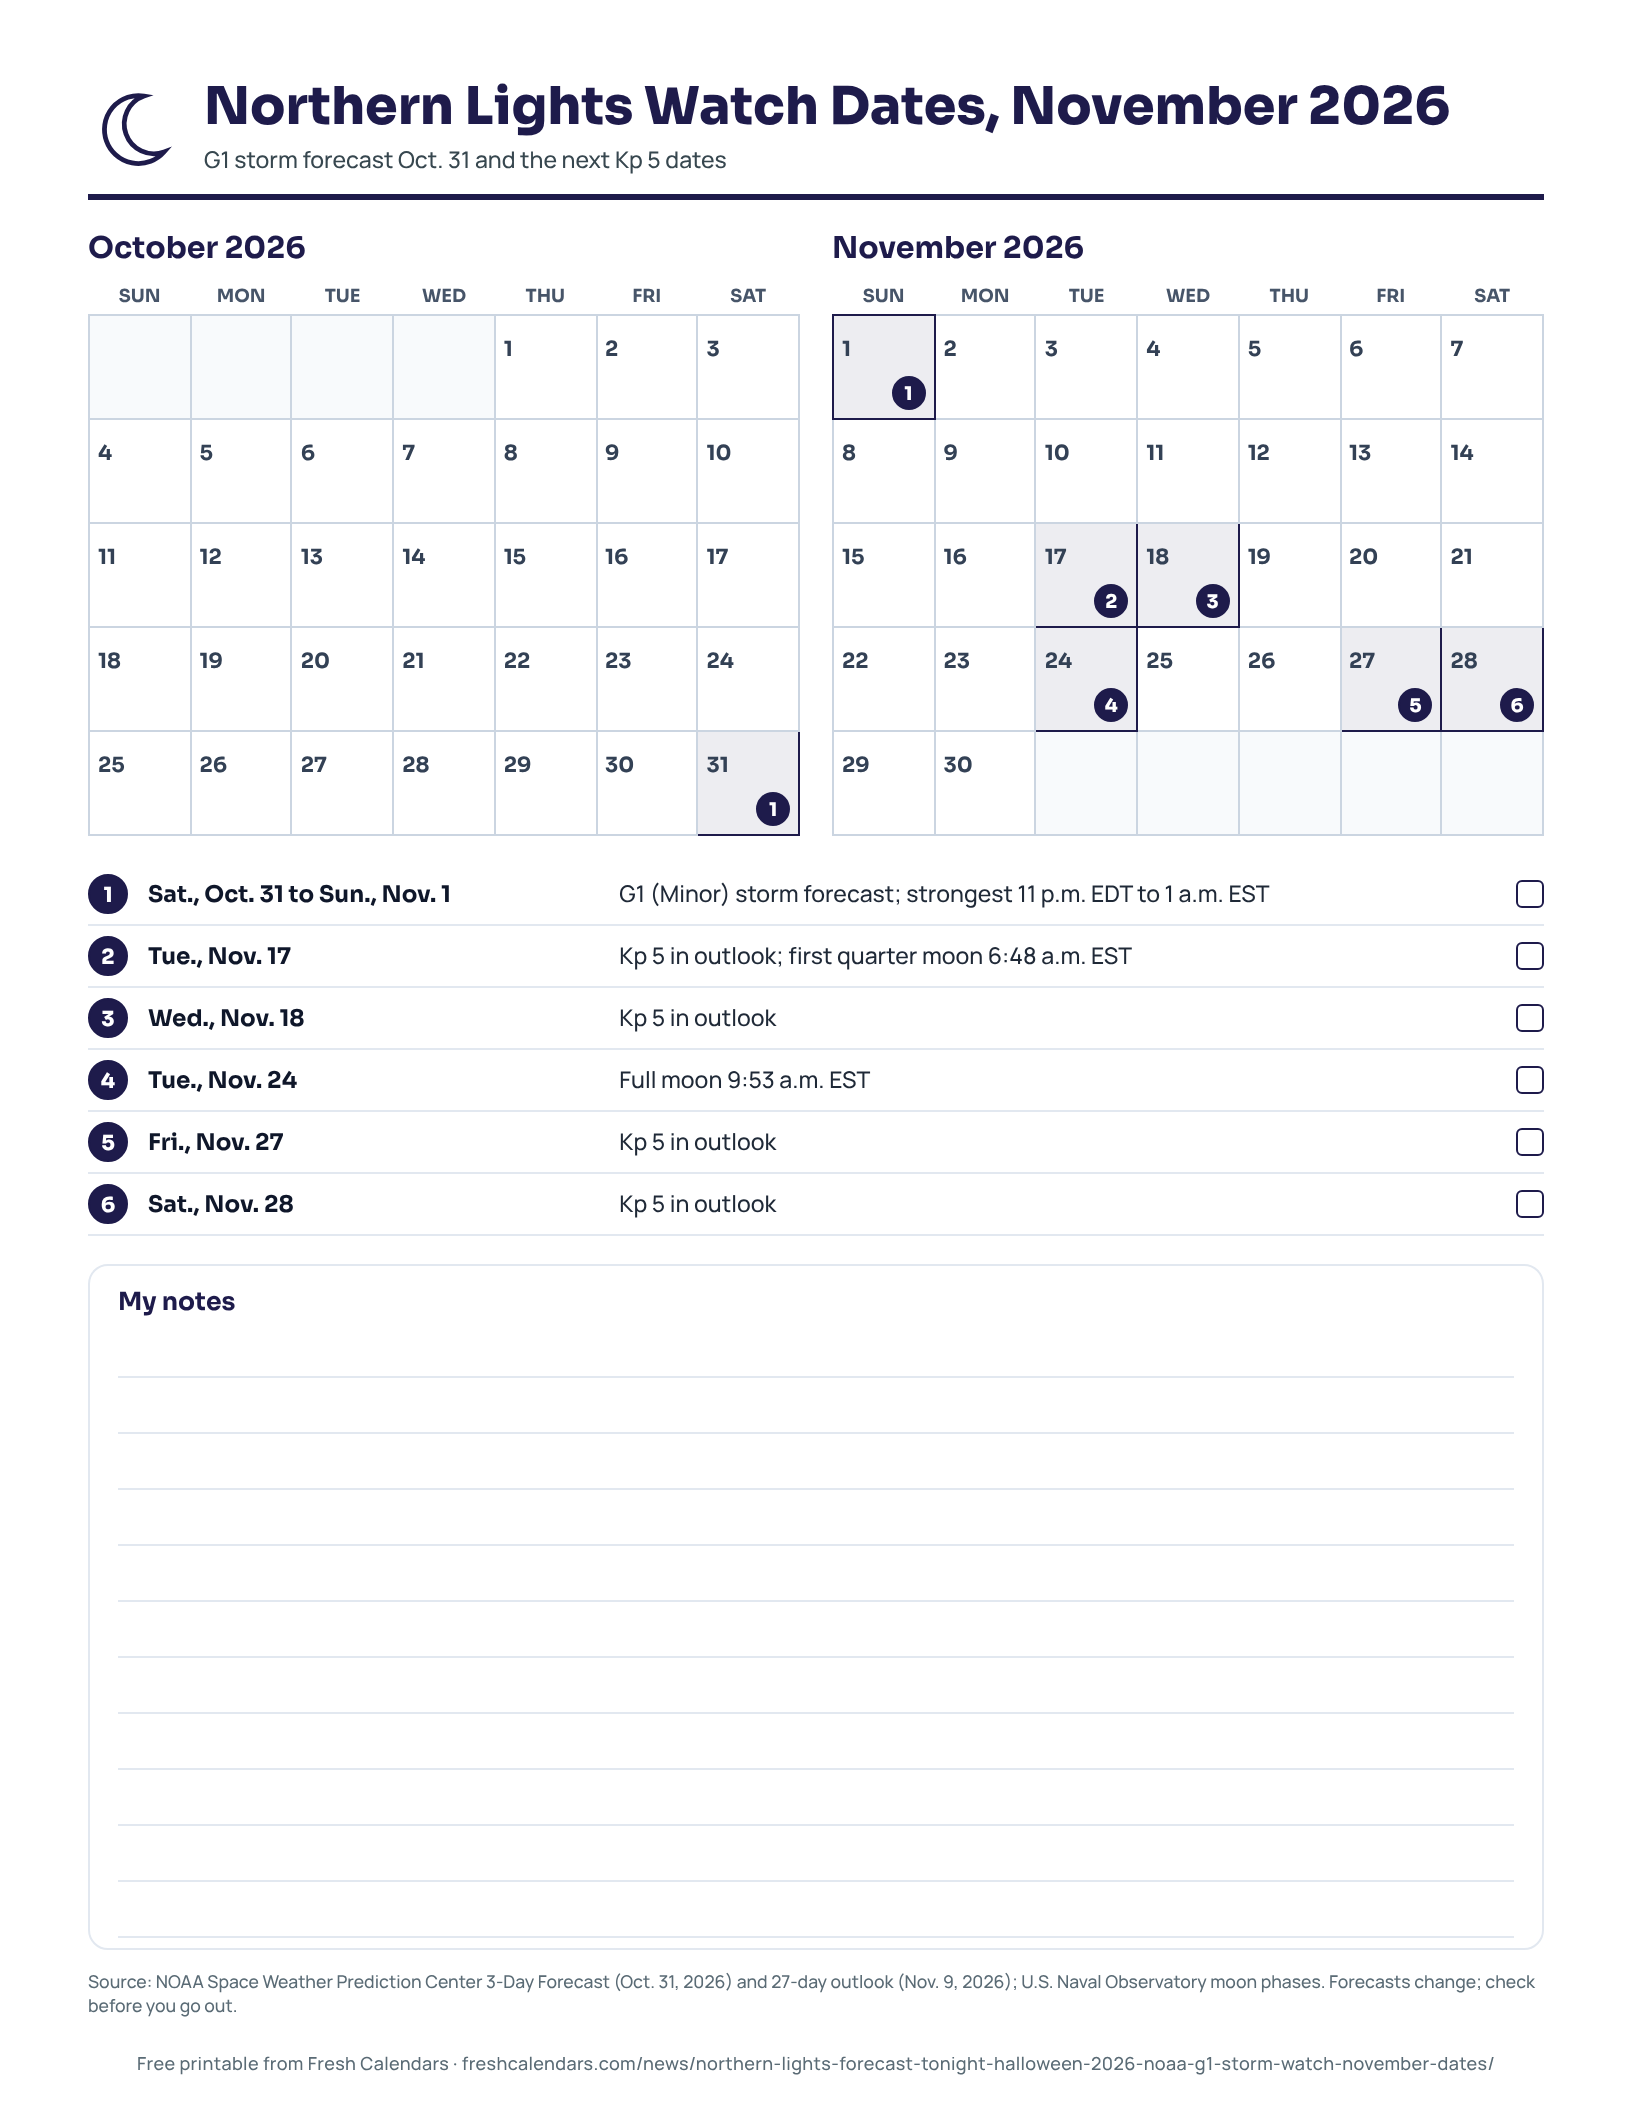 Northern Lights Watch Dates, November 2026
G1 storm forecast Oct. 31 and the next Kp 5 dates
October 2026
SUN MON TUE WED THU FRI SAT
1 2 3
4 5 6 7 8 9 10
11 12 13 14 15 16 17
18 19 20 21 22 23 24
25 26 27 28 29 30 31
1
November 2026
SUN MON TUE WED THU FRI SAT
1 2 3 4 5 6 7
1
8 9 10 11 12 13 14
15 16 17 18 19 20 21
2 3
22 23 24 25 26 27 28
4 5 6
29 30
1 Sat., Oct. 31 to Sun., Nov. 1 G1 (Minor) storm forecast; strongest 11 p.m. EDT to 1 a.m. EST
2 Tue., Nov. 17 Kp 5 in outlook; first quarter moon 6:48 a.m. EST
3 Wed., Nov. 18 Kp 5 in outlook
4 Tue., Nov. 24 Full moon 9:53 a.m. EST
5 Fri., Nov. 27 Kp 5 in outlook
6 Sat., Nov. 28 Kp 5 in outlook
My notes
Source: NOAA Space Weather Prediction Center 3-Day Forecast (Oct. 31, 2026) and 27-day outlook (Nov. 9, 2026); U.S. Naval Observatory moon phases. Forecasts change; check
before you go out.
Free printable from Fresh Calendars · freshcalendars.com/news/northern-lights-forecast-tonight-halloween-2026-noaa-g1-storm-watch-november-dates/